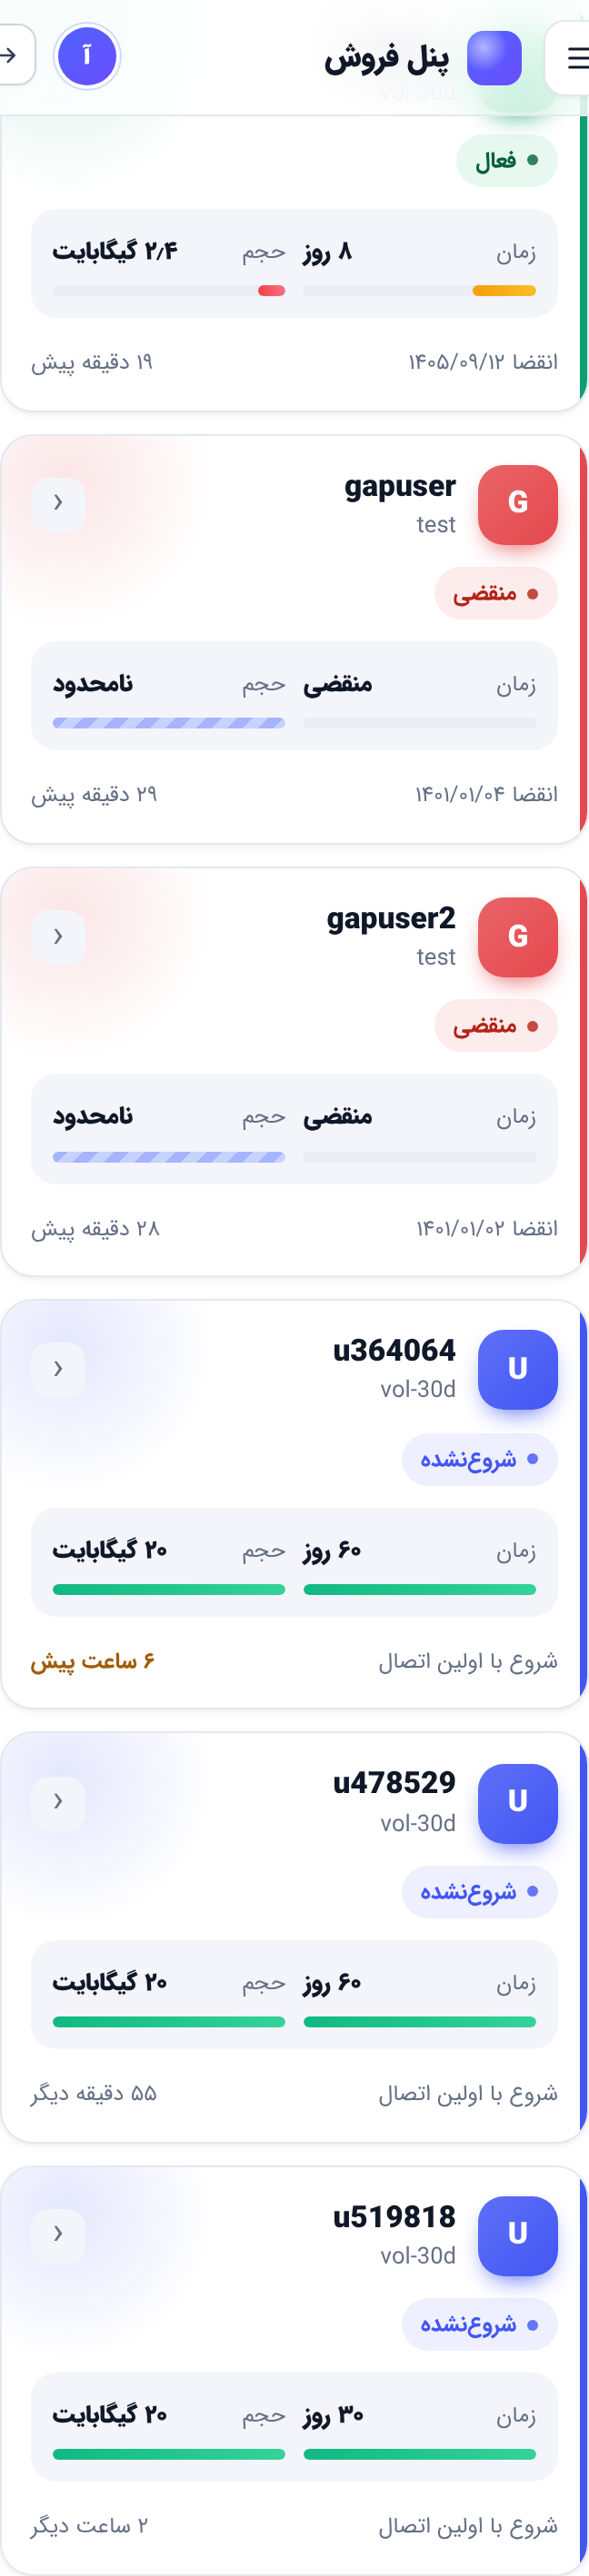 پنل فروش
آ
vol-30d
فعال
زمان ۸ روز حجم ۲٫۴ گیگابایت
انقضا ۱۴۰۵/۰۹/۱۲ ۱۹ دقیقه پیش
G gapuser
test
منقضی
زمان منقضی حجم نامحدود
انقضا ۱۴۰۱/۰۱/۰۴ ۲۹ دقیقه پیش
G gapuser2
test
منقضی
زمان منقضی حجم نامحدود
انقضا ۱۴۰۱/۰۱/۰۲ ۲۸ دقیقه پیش
U u364064
vol-30d
شروع‌نشده
زمان ۶۰ روز حجم ۲۰ گیگابایت
شروع با اولین اتصال ۶ ساعت پیش
U u478529
vol-30d
شروع‌نشده
زمان ۶۰ روز حجم ۲۰ گیگابایت
شروع با اولین اتصال ۵۵ دقیقه دیگر
U u519818
vol-30d
شروع‌نشده
زمان ۳۰ روز حجم ۲۰ گیگابایت
شروع با اولین اتصال ۲ ساعت دیگر